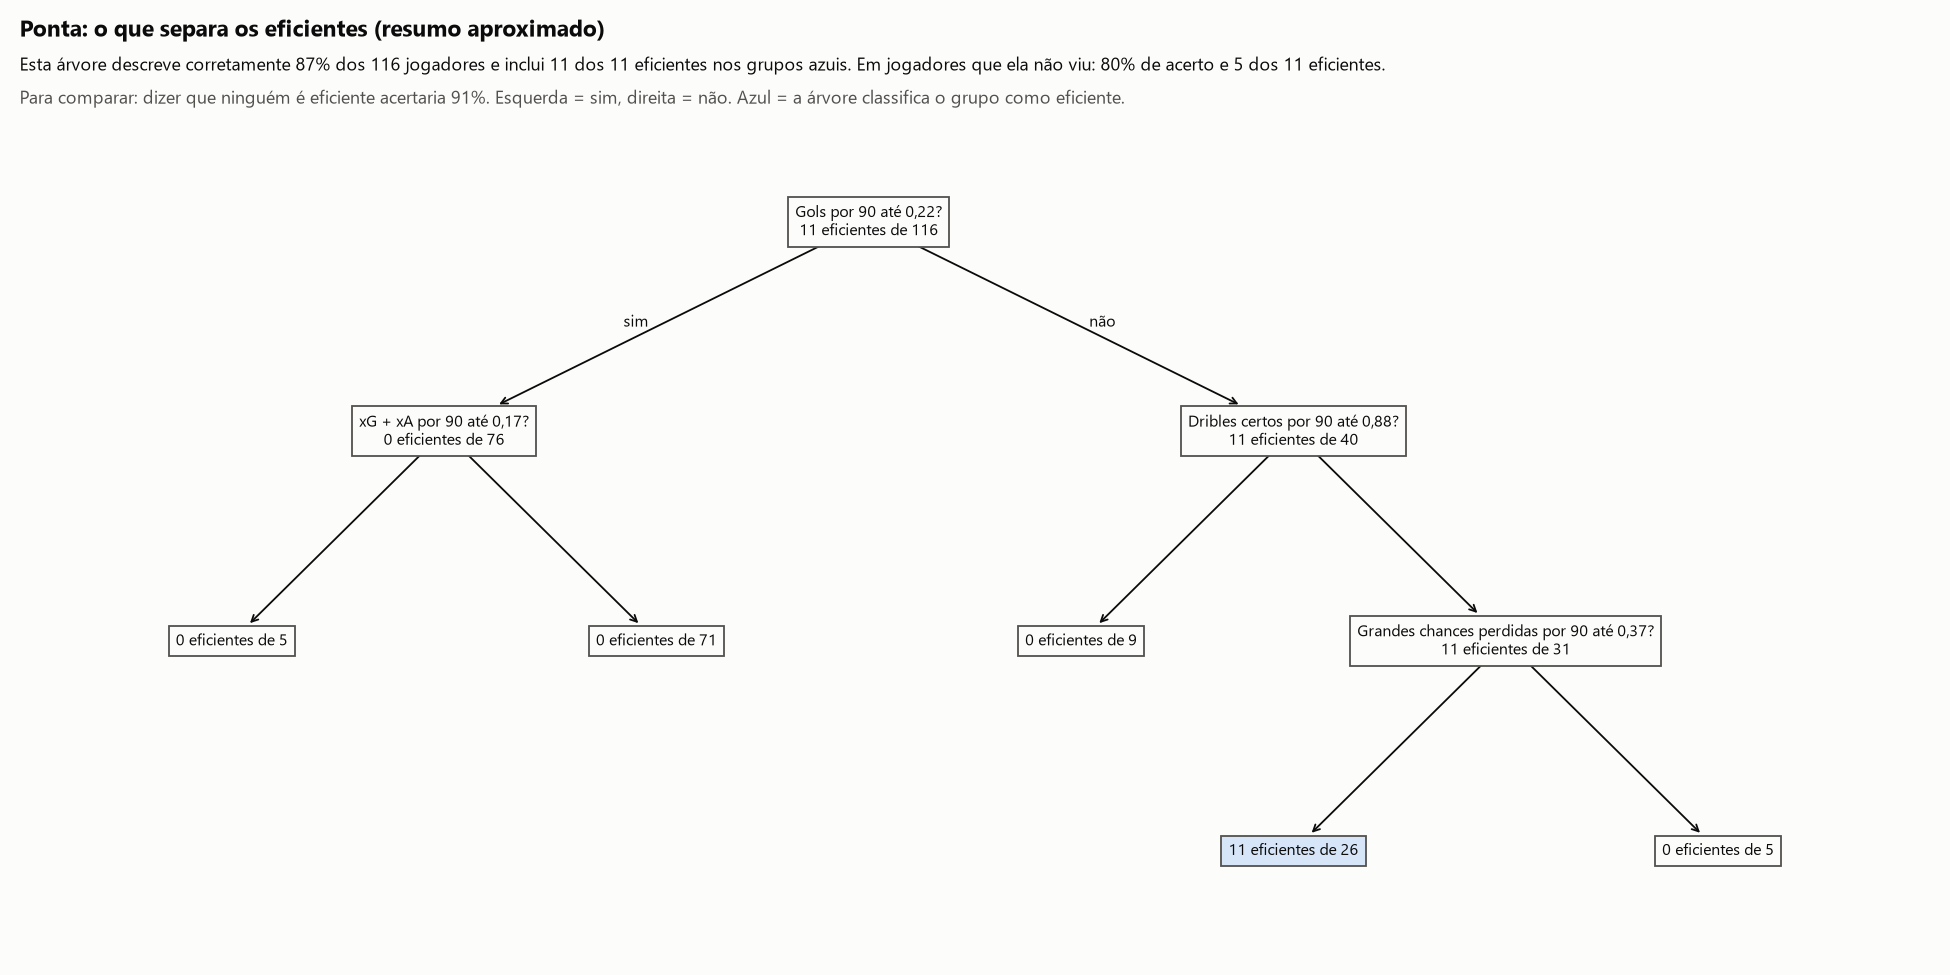 Ponta: o que separa os eficientes (resumo aproximado)
Esta árvore descreve corretamente 87% dos 116 jogadores e inclui 11 dos 11 eficientes nos grupos azuis. Em jogadores que ela não viu: 80% de acerto e 5 dos 11 eficientes.
Para comparar: dizer que ninguém é eficiente acertaria 91%. Esquerda = sim, direita = não. Azul = a árvore classifica o grupo como eficiente.
Gols por 90 até 0,22?
11 eficientes de 116
sim
não
xG + xA por 90 até 0,17?
0 eficientes de 76
Dribles certos por 90 até 0,88?
11 eficientes de 40
0 eficientes de 5
0 eficientes de 71
0 eficientes de 9
Grandes chances perdidas por 90 até 0,37?
11 eficientes de 31
11 eficientes de 26
0 eficientes de 5